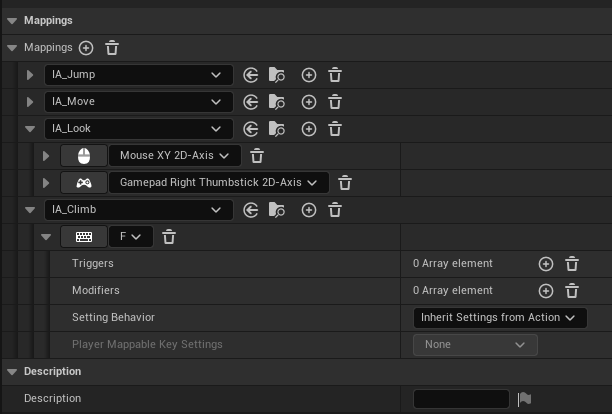 Mappings
Mappings
IA_Jump
IA_Move
IA_Look
Mouse XY 2D-Axis
Gamepad Right Thumbstick 2D-Axis
IA_Climb
F
Triggers 0 Array element
Modifiers 0 Array element
Setting Behavior Inherit Settings from Action
Player Mappable Key Settings None
Description
Description